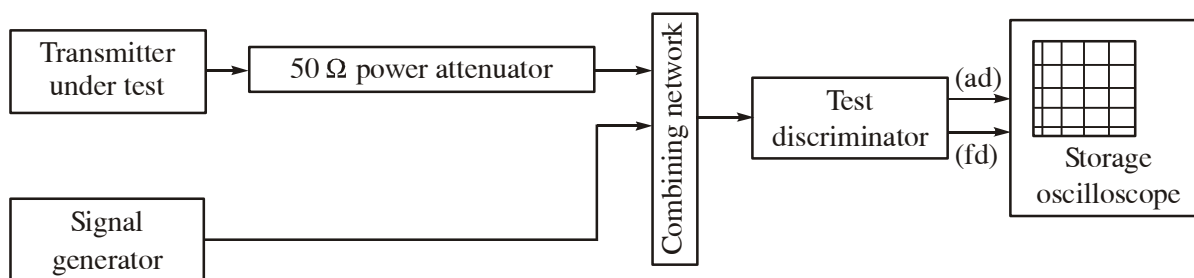 Transmitter
under test
50 Ω power attenuator
Combining network
Test
discriminator
(ad)
(fd)
Storage
oscilloscope
Signal
generator